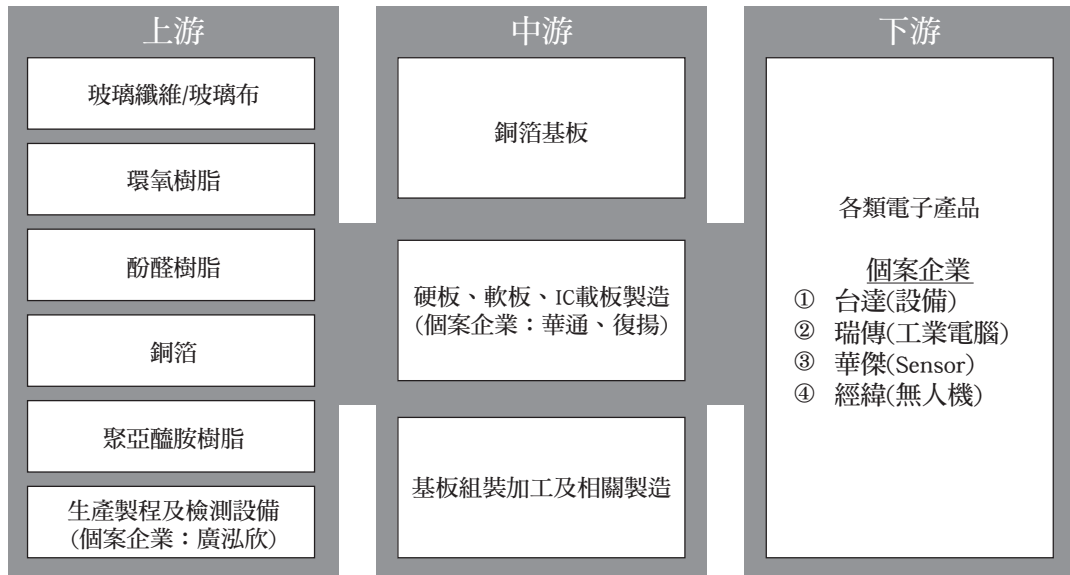 上游
玻璃纖維/玻璃布
環氧樹脂
酚醛樹脂
銅箔
聚亞醯胺樹脂
生產製程及檢測設備
(個案企業：廣泓欣)
中游
銅箔基板
硬板、軟板、IC載板製造
(個案企業：華通、復揚)
基板組裝加工及相關製造
下游
各類電子產品
個案企業
① 台達(設備)
② 瑞傳(工業電腦)
③ 華傑(Sensor)
④ 經緯(無人機)